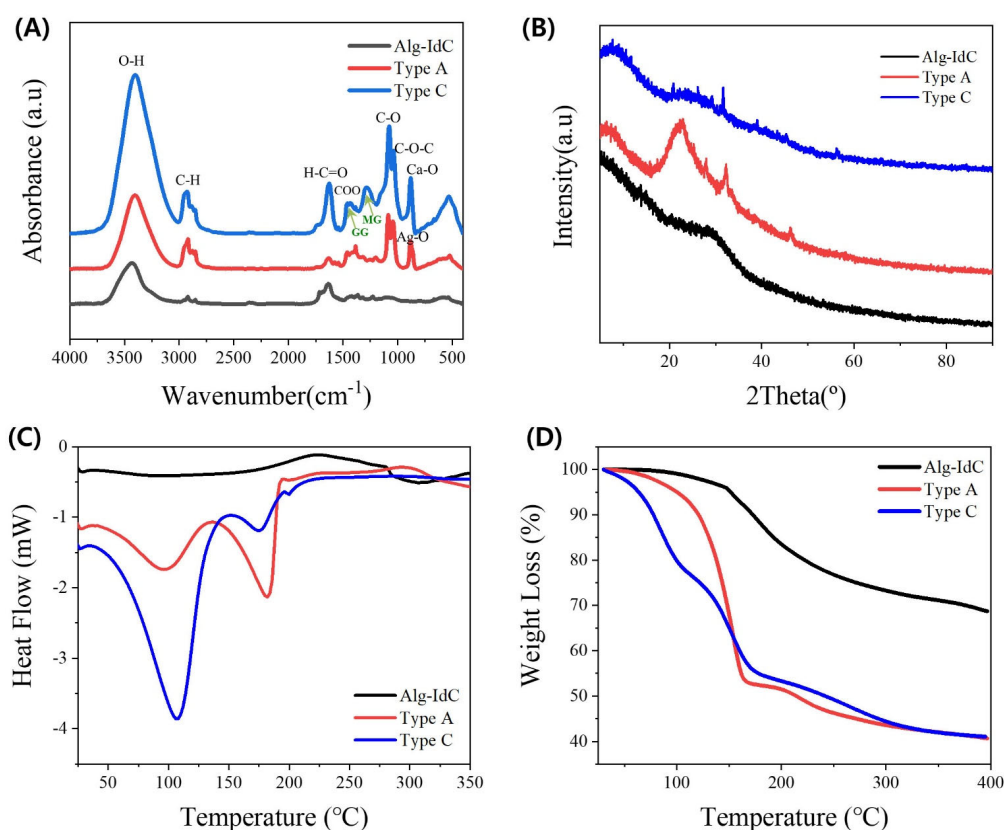 (A)
Alg-IdC
Type A
Type C
O-H
C-H
H-C=O
COO
GG
MG
C-O
C-O-C
Ca-O
Ag-O
Absorbance (a.u)
4000 3500 3000 2500 2000 1500 1000 500
Wavenumber(cm-1)
(B)
Alg-IdC
Type A
Type C
Intensity(a.u)
20 40 60 80
2Theta(º)
(C)
0
-1
-2
-3
-4
Heat Flow (mW)
Alg-IdC
Type A
Type C
50 100 150 200 250 300 350
Temperature (℃)
(D)
100
90
80
70
60
50
40
Weight Loss (%)
Alg-IdC
Type A
Type C
100 200 300 400
Temperature (℃)